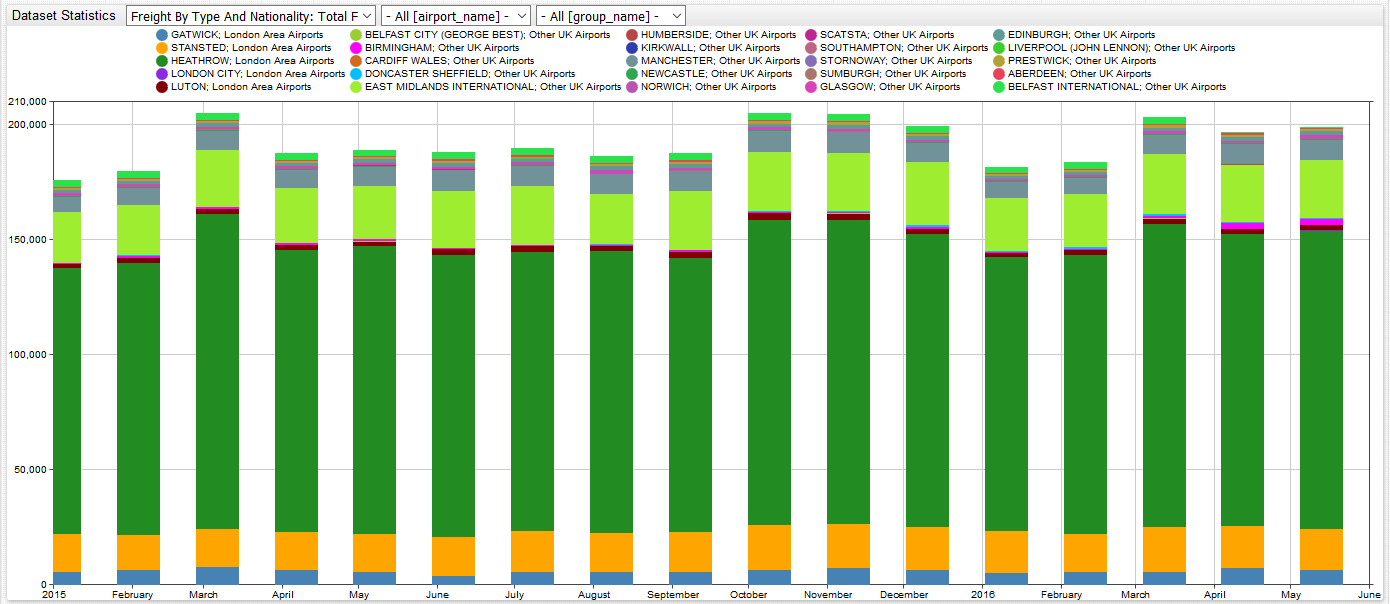 Dataset Statistics Freight By Type And Nationality: Total F - All [airport_name] - - All [group_name] -
GATWICK; London Area Airports BELFAST CITY (GEORGE BEST); Other UK Airports HUMBERSIDE; Other UK Airports SCATSTA; Other UK Airports EDINBURGH; Other UK Airports
STANSTED; London Area Airports BIRMINGHAM; Other UK Airports KIRKWALL; Other UK Airports SOUTHAMPTON; Other UK Airports LIVERPOOL (JOHN LENNON); Other UK Airports
HEATHROW; London Area Airports CARDIFF WALES; Other UK Airports MANCHESTER; Other UK Airports STORNOWAY; Other UK Airports PRESTWICK; Other UK Airports
LONDON CITY; London Area Airports DONCASTER SHEFFIELD; Other UK Airports NEWCASTLE; Other UK Airports SUMBURGH; Other UK Airports ABERDEEN; Other UK Airports
LUTON; London Area Airports EAST MIDLANDS INTERNATIONAL; Other UK Airports NORWICH; Other UK Airports GLASGOW; Other UK Airports BELFAST INTERNATIONAL; Other UK Airports
210,000
200,000
150,000
100,000
50,000
0
2015 February March April May June July August September October November December 2016 February March April May June